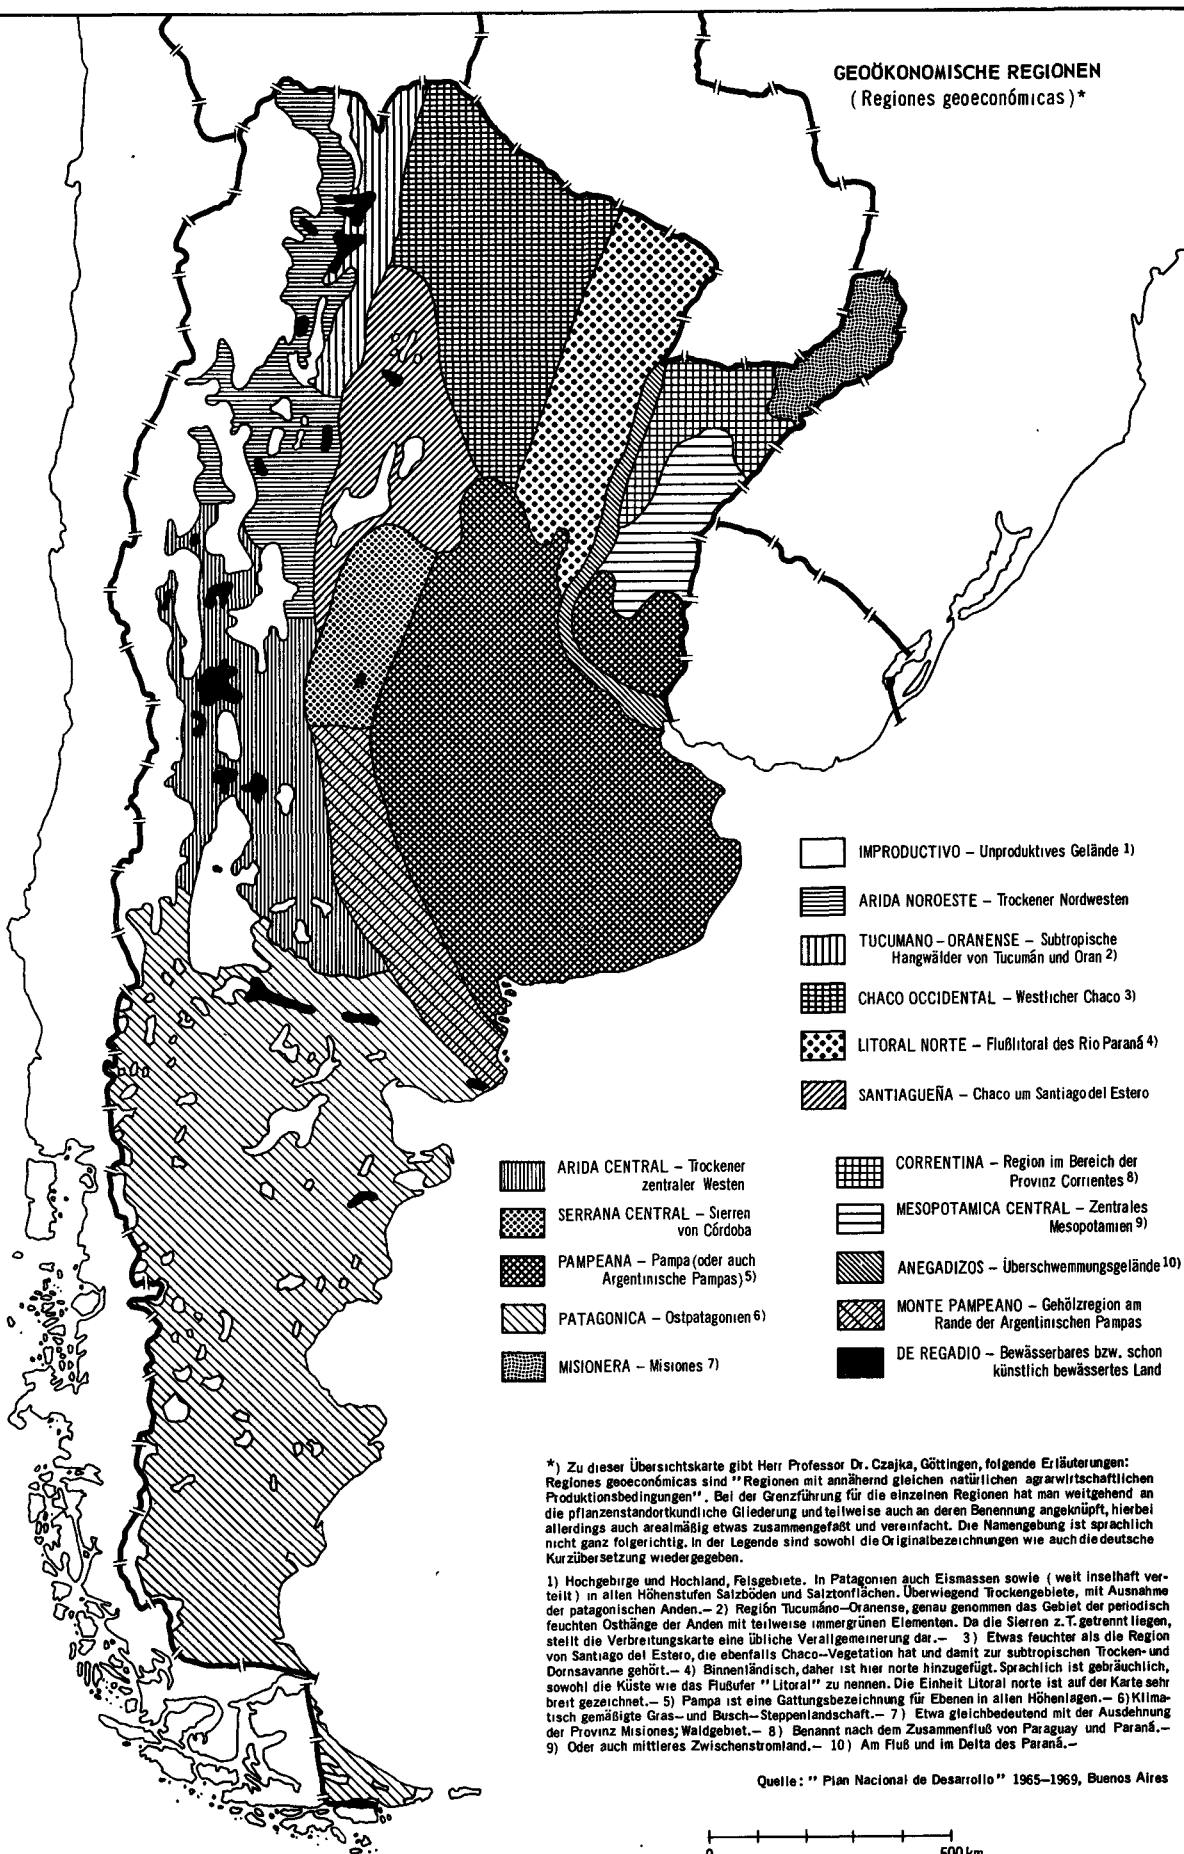 GEOÖKONOMISCHE REGIONEN
( Regiones geoeconómicas )*
IMPRODUCTIVO – Unproduktives Gelände 1)
ARIDA NOROESTE – Trockener Nordwesten
TUCUMANO – ORANENSE – Subtropische
Hangwälder von Tucumán und Oran 2)
CHACO OCCIDENTAL – Westlicher Chaco 3)
LITORAL NORTE – Flußlitoral des Rio Paraná 4)
SANTIAGUEÑA – Chaco um Santiago del Estero
ARIDA CENTRAL – Trockener
zentraler Westen
SERRANA CENTRAL – Sierren
von Córdoba
PAMPEANA – Pampa (oder auch
Argentinische Pampas) 5)
PATAGONICA – Ostpatagonien 6)
MISIONERA – Misiones 7)
CORRENTINA – Region im Bereich der
Provinz Corrientes 8)
MESOPOTAMICA CENTRAL – Zentrales
Mesopotamien 9)
ANEGADIZOS – Überschwemmungsgelände 10)
MONTE PAMPEANO – Gehölzregion am
Rande der Argentinischen Pampas
DE REGADIO – Bewässerbares bzw. schon
künstlich bewässertes Land
*) Zu dieser Übersichtskarte gibt Herr Professor Dr. Czajka, Göttingen, folgende Erläuterungen:
Regiones geoeconómicas sind "Regionen mit annähernd gleichen natürlichen agrarwirtschaftlichen
Produktionsbedingungen". Bei der Grenzführung für die einzelnen Regionen hat man weitgehend an
die pflanzenstandortkundliche Gliederung und teilweise auch an deren Benennung angeknüpft, hierbei
allerdings auch arealmäßig etwas zusammengefaßt und vereinfacht. Die Namengebung ist sprachlich
nicht ganz folgerichtig. In der Legende sind sowohl die Originalbezeichnungen wie auch die deutsche
Kurzübersetzung wiedergegeben.
1) Hochgebirge und Hochland, Felsgebiete. In Patagonien auch Eismassen sowie ( weit inselhaft ver-
teilt ) in allen Höhenstufen Salzböden und Salztonflächen. Überwiegend Trockengebiete, mit Ausnahme
der patagonischen Anden.– 2) Región Tucumáno–Oranense, genau genommen das Gebiet der periodisch
feuchten Osthänge der Anden mit teilweise immergrünen Elementen. Da die Sierren z.T. getrennt liegen,
stellt die Verbreitungskarte eine übliche Verallgemeinerung dar.– 3) Etwas feuchter als die Region
von Santiago del Estero, die ebenfalls Chaco–Vegetation hat und damit zur subtropischen Trocken- und
Dornsavanne gehört.– 4) Binnenländisch, daher ist hier norte hinzugefügt. Sprachlich ist gebräuchlich,
sowohl die Küste wie das Flußufer "Litoral" zu nennen. Die Einheit Litoral norte ist auf der Karte sehr
breit gezeichnet.– 5) Pampa ist eine Gattungsbezeichnung für Ebenen in allen Höhenlagen.– 6) Klima-
tisch gemäßigte Gras– und Busch–Steppenlandschaft.– 7) Etwa gleichbedeutend mit der Ausdehnung
der Provinz Misiones; Waldgebiet.– 8) Benannt nach dem Zusammenfluß von Paraguay und Paraná.–
9) Oder auch mittleres Zwischenstromland.– 10) Am Fluß und im Delta des Paraná.–
Quelle: " Plan Nacional de Desarrollo" 1965–1969, Buenos Aires
0 500 km